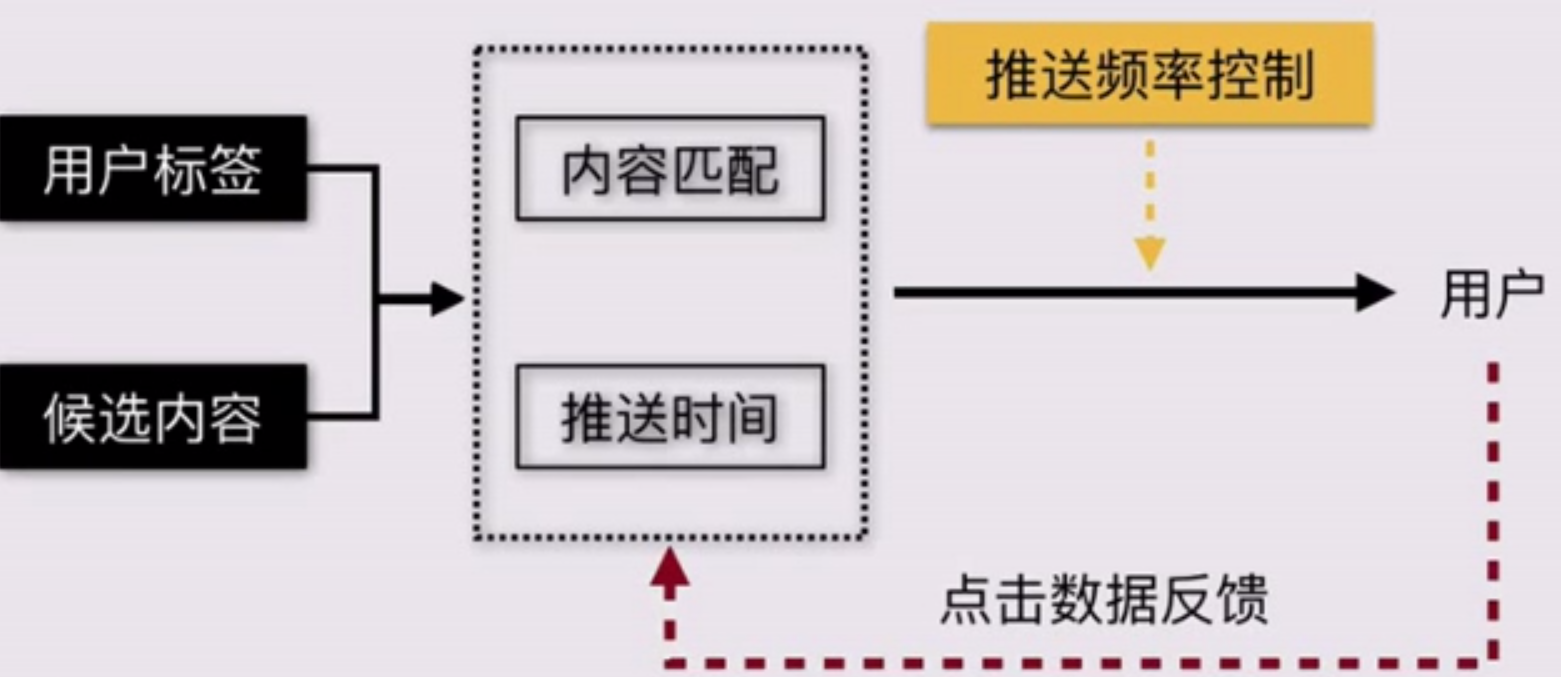 推送频率控制
用户标签
内容匹配
用户
候选内容
推送时间
点击数据反馈